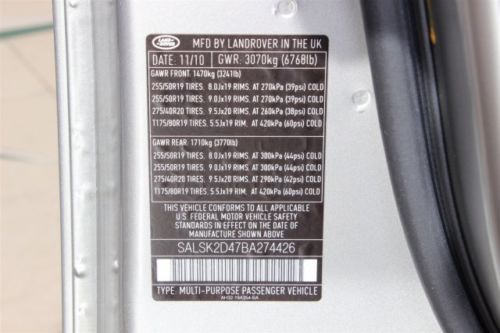 LAND ROVER
MFD BY LANDROVER IN THE UK
DATE: 11/10 GWR: 3070kg (6768lb)
GAWR FRONT: 1470kg (3241lb)
255/50R19 TIRES. 8.0Jx19 RIMS, AT 270kPa (39psi) COLD
255/50R19 TIRES. 9.0Jx19 RIMS, AT 270kPa (39psi) COLD
275/40R20 TIRES. 9.5Jx20 RIMS, AT 260kPa (38psi) COLD
T175/80R19 TIRES. 5.5Jx19 RIM, AT 420kPa (60psi) COLD
GAWR REAR: 1710kg (3770lb)
255/50R19 TIRES. 8.0Jx19 RIMS, AT 300kPa (44psi) COLD
255/50R19 TIRES. 9.0Jx19 RIMS, AT 300kPa (44psi) COLD
275/40R20 TIRES. 9.5Jx20 RIMS, AT 290kPa (42psi) COLD
T175/80R19 TIRES. 5.5Jx19 RIM, AT 420kPa (60psi) COLD
THIS VEHICLE CONFORMS TO ALL APPLICABLE
U.S. FEDERAL MOTOR VEHICLE SAFETY
STANDARDS IN EFFECT ON THE DATE OF
MANUFACTURE SHOWN ABOVE.
SALSK2D47BA274426
TYPE: MULTI-PURPOSE PASSENGER VEHICLE